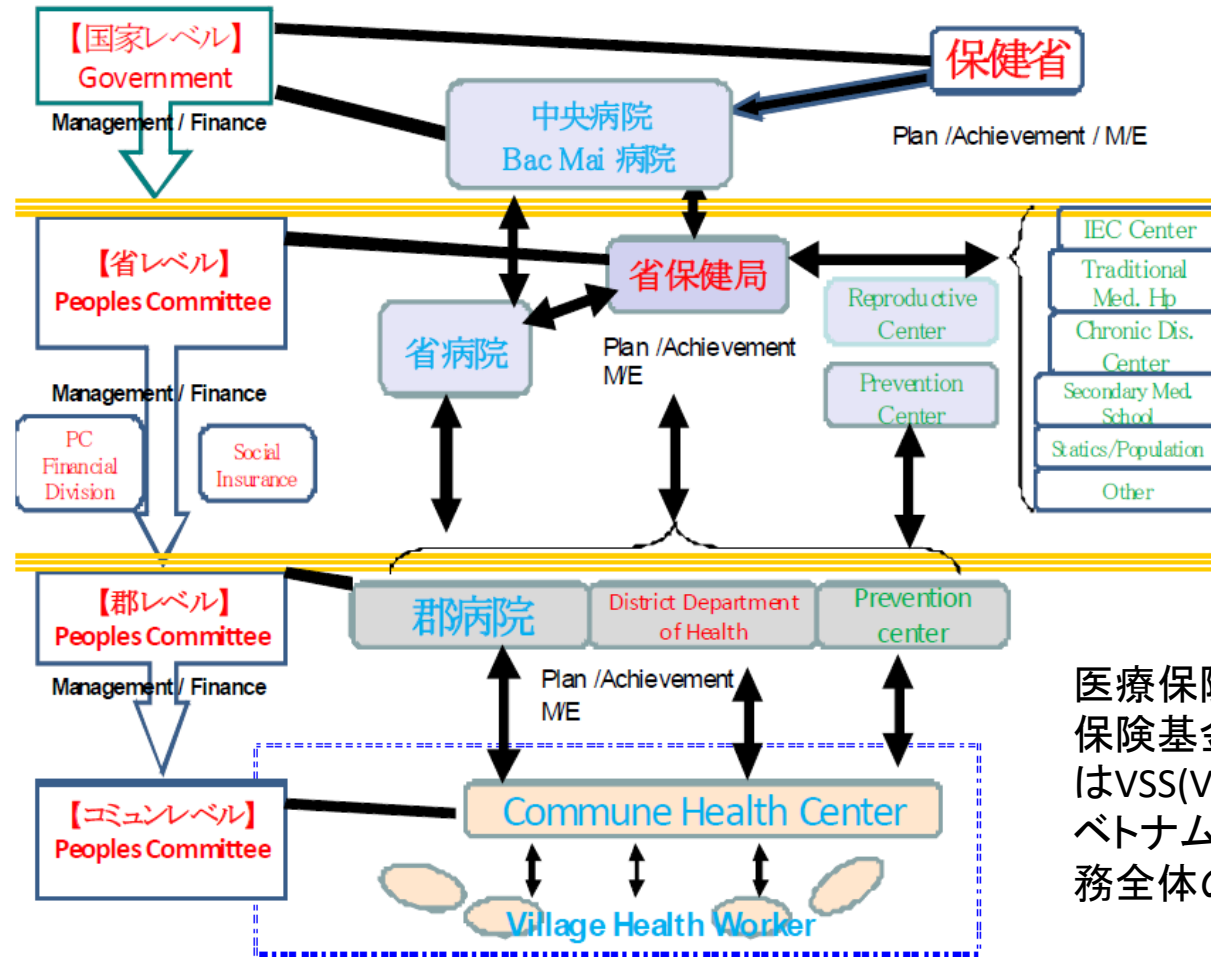 【国家レベル】
Government
Management / Finance
保健省
中央病院
Bac Mai 病院
Plan /Achievement / M/E
【省レベル】
Peoples Committee
省保健局
省病院
Plan /Achievement
M/E
Reproductive
Center
Prevention
Center
IEC Center
Traditional
Med. Hp
Chronic Dis.
Center
Secondary Med.
School
Statics/Population
Other
Management / Finance
PC
Financial
Division
Social
Insurance
【郡レベル】
Peoples Committee
郡病院
District Department
of Health
Prevention
center
Management / Finance
Plan /Achievement
M/E
【コミュンレベル】
Peoples Committee
Commune Health Center
Village Health Worker
医療保
保険基
はVSS(V
ベトナム
務全体